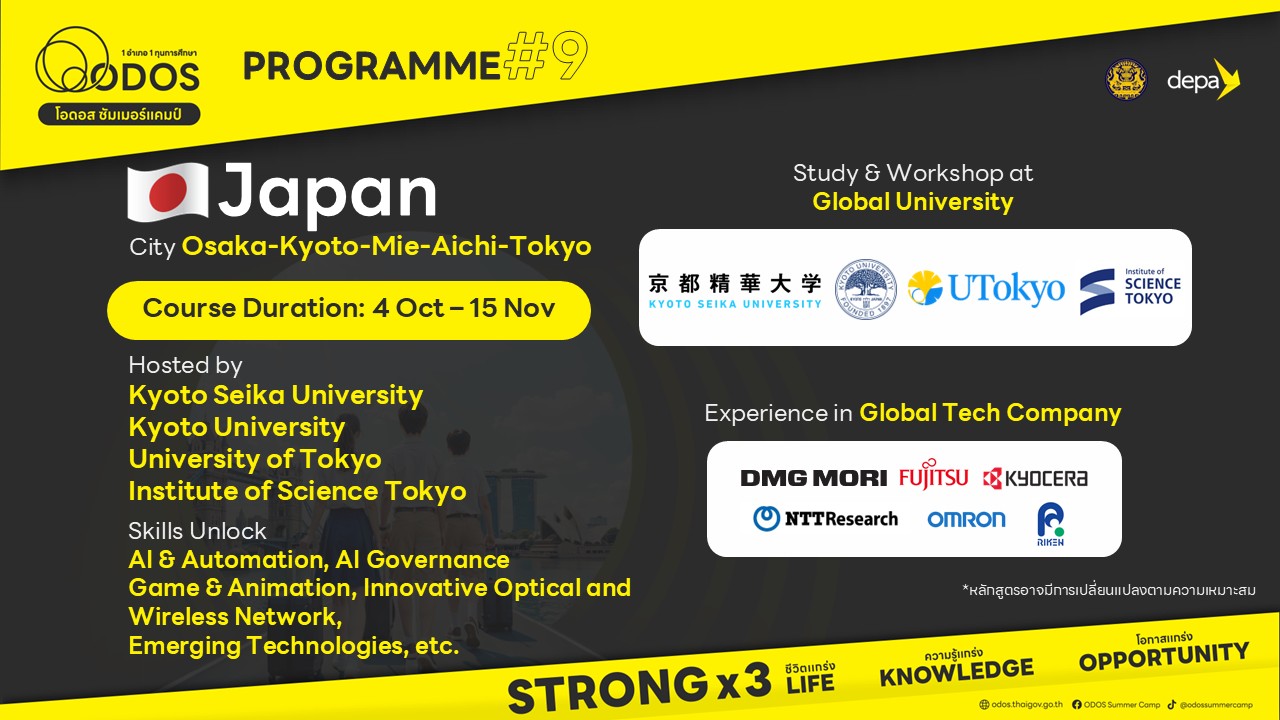 1 อำเภอ 1 ทุนการศึกษา
ODOS
โอดอส ซัมเมอร์แคมป์
PROGRAMME#9
depa
Japan
City Osaka-Kyoto-Mie-Aichi-Tokyo
Course Duration: 4 Oct – 15 Nov
Hosted by
Kyoto Seika University
Kyoto University
University of Tokyo
Institute of Science Tokyo
Skills Unlock
AI & Automation, AI Governance
Game & Animation, Innovative Optical and
Wireless Network,
Emerging Technologies, etc.
Study & Workshop at
Global University
京都精華大学
KYOTO SEIKA UNIVERSITY
KYOTO UNIVERSITY
FOUNDED 1897
UTokyo
Institute of
SCIENCE
TOKYO
Experience in Global Tech Company
DMG MORI FUJITSU KYOCERA
NTTResearch OMRON RIKEN
*หลักสูตรอาจมีการเปลี่ยนแปลงตามความเหมาะสม
STRONG x 3
ชีวิตแกร่ง
LIFE
ความรู้แกร่ง
KNOWLEDGE
โอกาสแกร่ง
OPPORTUNITY
odos.thaigov.go.th ODOS Summer Camp @odossummercamp